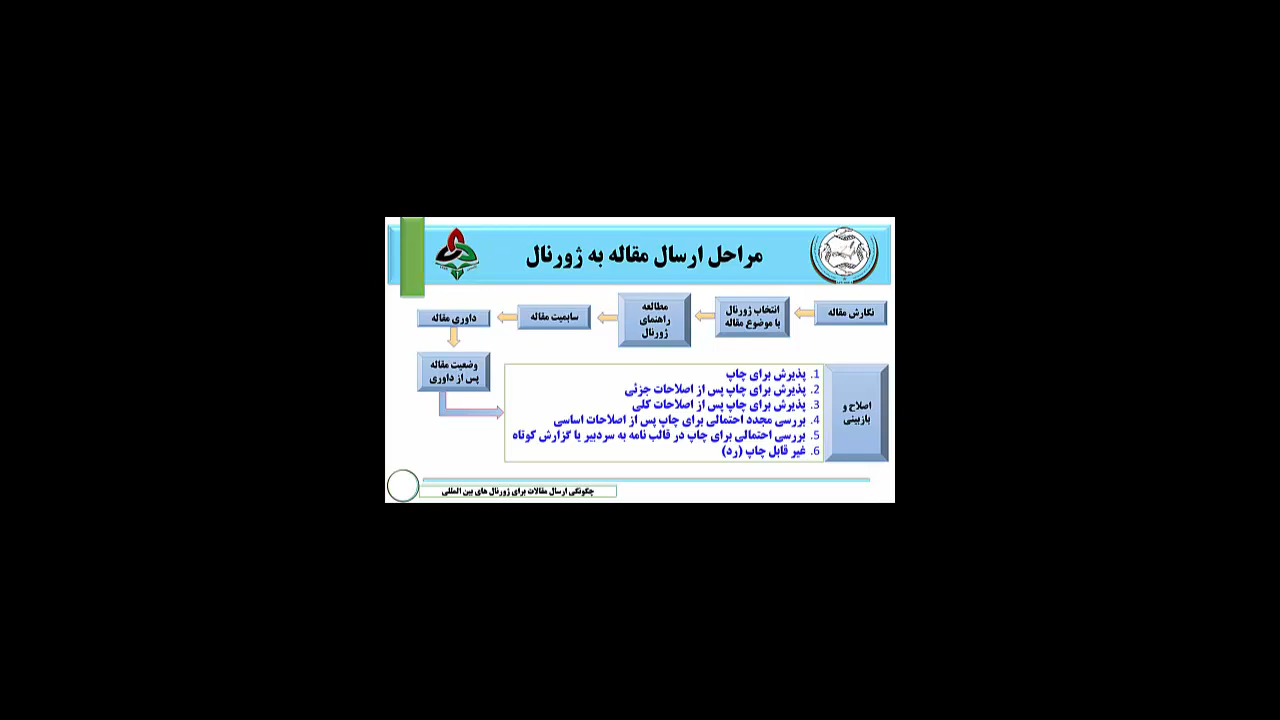 مراحل ارسال مقاله به ژورنال
نگارش مقاله
انتخاب ژورنال
با موضوع مقاله
مطالعه
راهنمای
ژورنال
سابمیت مقاله
داوری مقاله
وضعیت مقاله
پس از داوری
1. پذیرش برای چاپ
2. پذیرش برای چاپ پس از اصلاحات جزئی
3. پذیرش برای چاپ پس از اصلاحات کلی
4. بررسی مجدد احتمالی برای چاپ پس از اصلاحات اساسی
5. بررسی احتمالی برای چاپ در قالب نامه به سردبیر یا گزارش کوتاه
6. غیر قابل چاپ (رد)
اصلاح و
بازبینی
چگونگی ارسال مقالات برای ژورنال های بین المللی